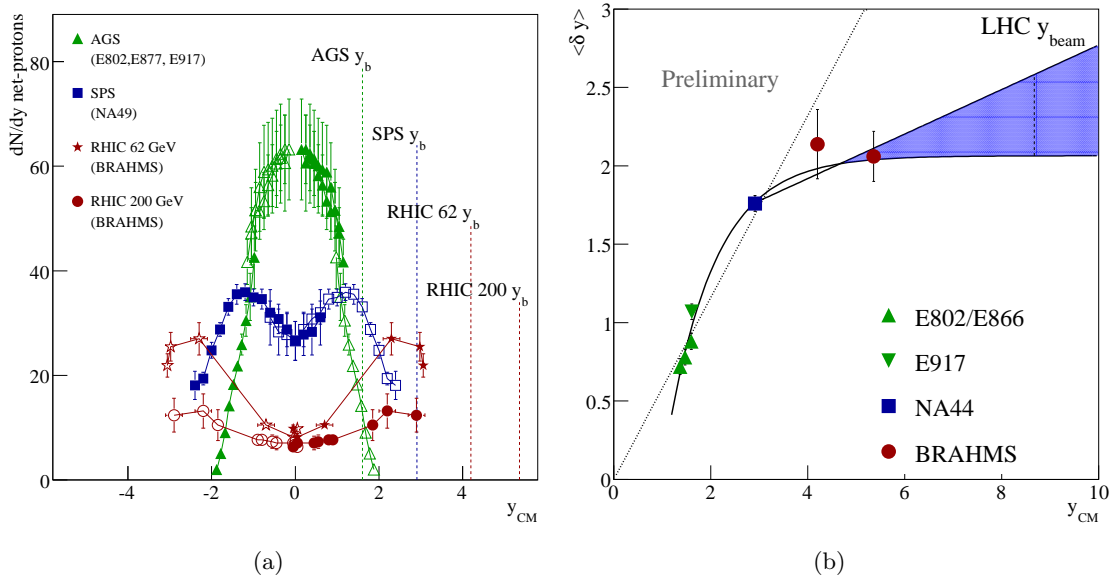 dN/dy net-protons
80
60
40
20
0
AGS
(E802,E877, E917)
SPS
(NA49)
RHIC 62 GeV
(BRAHMS)
RHIC 200 GeV
(BRAHMS)
AGS y_b
SPS y_b
RHIC 62 y_b
RHIC 200 y_b
-4 -2 0 2 4
y_CM
(a)
<δ y>
3
2.5
2
1.5
1
0.5
0
Preliminary
LHC y_beam
E802/E866
E917
NA44
BRAHMS
0 2 4 6 8 10
y_CM
(b)